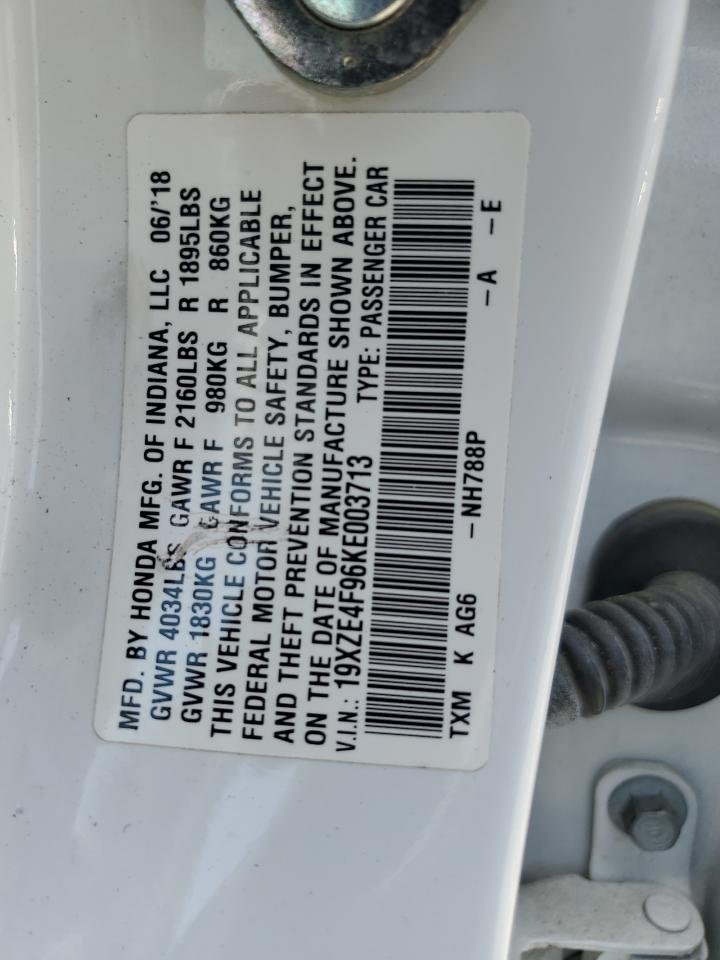 MFD. BY HONDA MFG. OF INDIANA, LLC 06/'18
GVWR 4034LBS GAWR F 2160LBS R 1895LBS
GVWR 1830KG GAWR F 980KG R 860KG
THIS VEHICLE CONFORMS TO ALL APPLICABLE
FEDERAL MOTOR VEHICLE SAFETY, BUMPER,
AND THEFT PREVENTION STANDARDS IN EFFECT
ON THE DATE OF MANUFACTURE SHOWN ABOVE.
V.I.N.: 19XZE4F96KE003713 TYPE: PASSENGER CAR
TXM K AG6 -NH788P -A -E